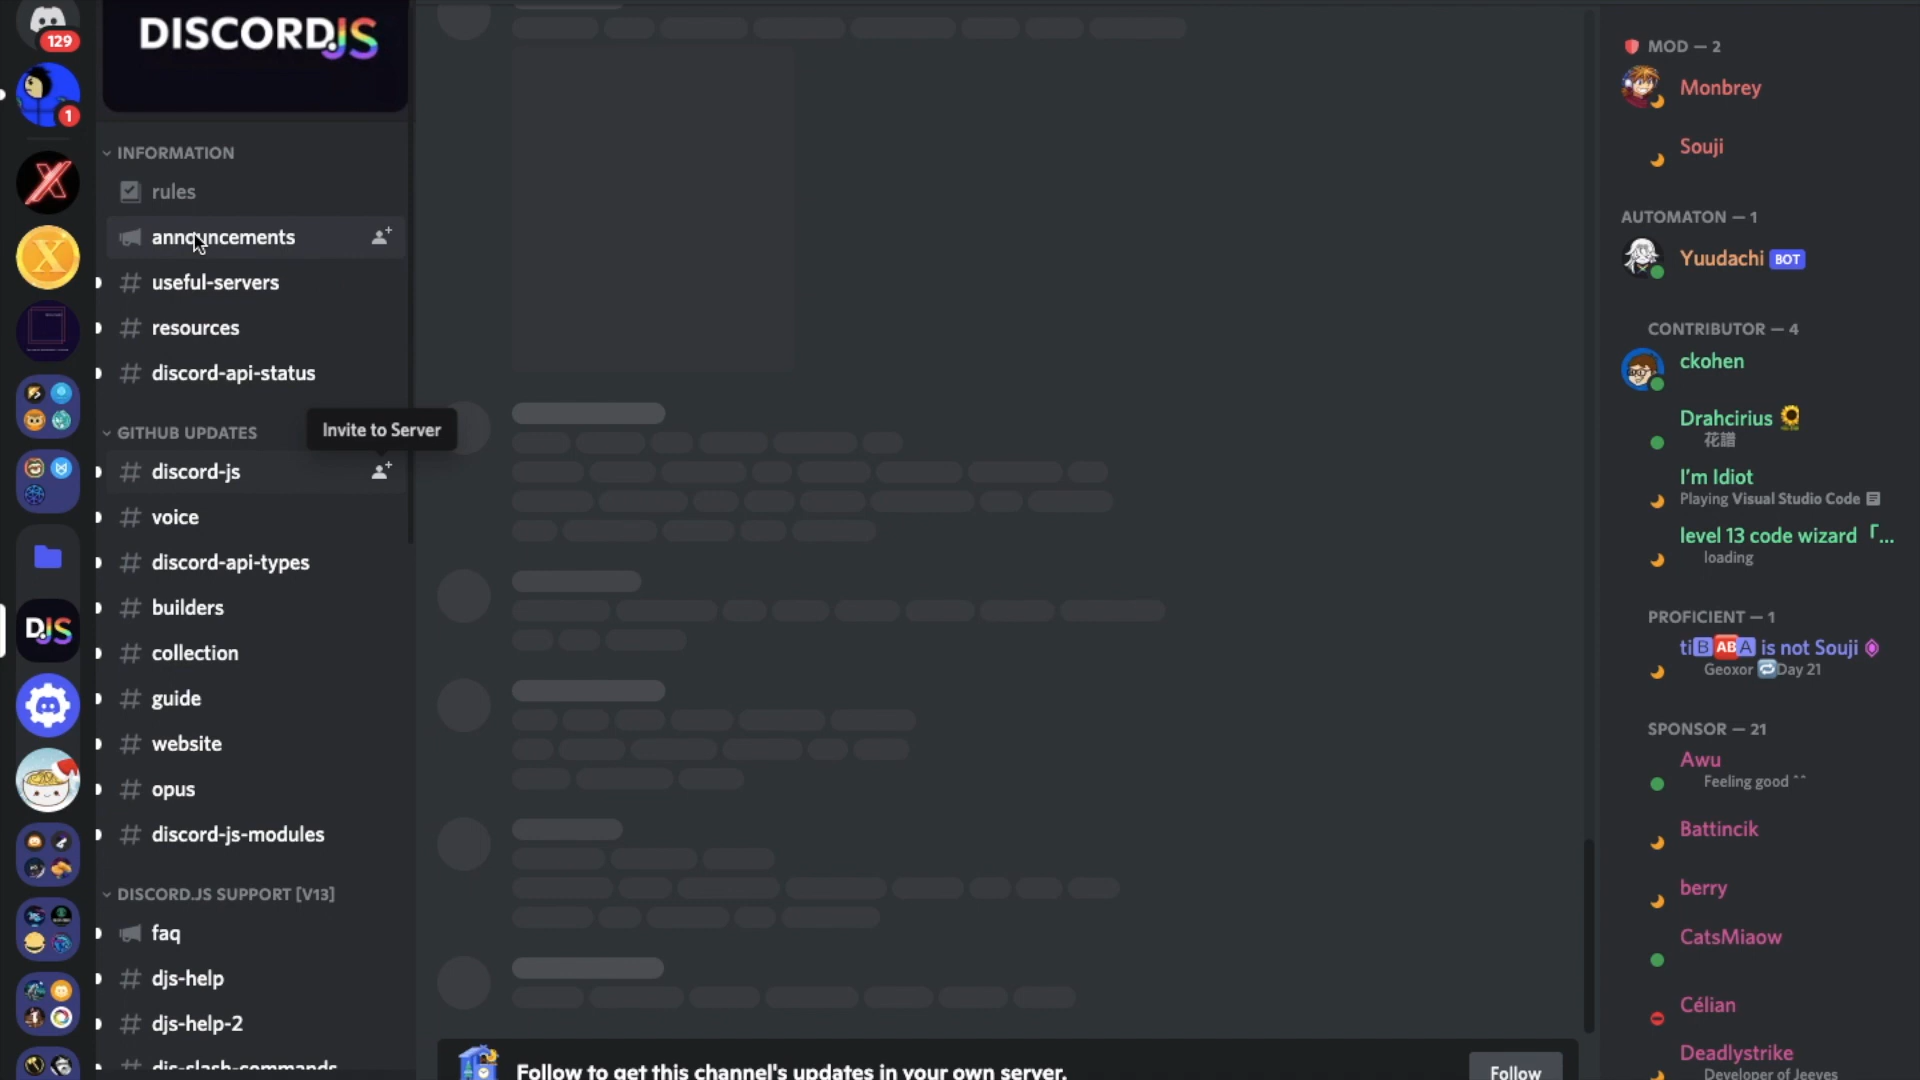 129
1
DJS
DISCORDJS
INFORMATION
rules
announcements
useful-servers
resources
discord-api-status
GITHUB UPDATES
Invite to Server
discord-js
voice
discord-api-types
builders
collection
guide
website
opus
discord-js-modules
DISCORD.JS SUPPORT [V13]
faq
djs-help
djs-help-2
djs-slash-commands
Follow to get this channel's updates in your own server.
Follow
MOD — 2
Monbrey
Souji
AUTOMATON — 1
Yuudachi BOT
CONTRIBUTOR — 4
ckohen
Drahcirius 🌻
花譜
I'm Idiot
Playing Visual Studio Code
level 13 code wizard「...
loading
PROFICIENT — 1
ti🅱🆎🅰 is not Souji
Geoxor 🔁Day 21
SPONSOR — 21
Awu
Feeling good ^^
Battincik
berry
CatsMiaow
Célian
Deadlystrike
Developer of Jeeves